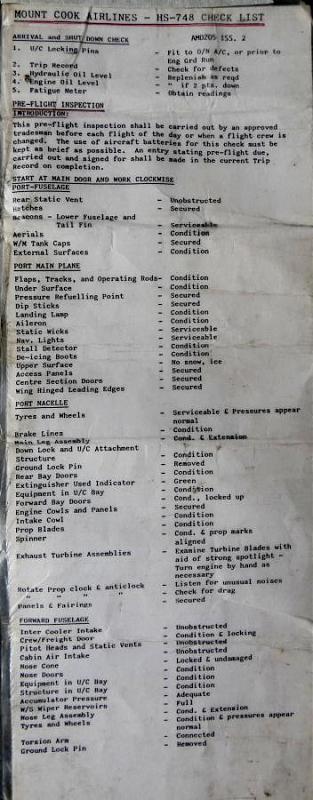 MOUNT COOK AIRLINES - HS-748 CHECK LIST
ARRIVAL and SHUT DOWN CHECK AMD205 ISS. 2
1. U/C Locking Pins - Fit to O/N A/C, or prior to
Eng Grd Run
2. Trip Record - Check for defects
3. Hydraulic Oil Level - Replenish as reqd
4. Engine Oil Level - " if 2 pts. down
5. Fatigue Meter - Obtain readings
PRE-FLIGHT INSPECTION
INTRODUCTION:
This pre-flight inspection shall be carried out by an approved
tradesman before each flight of the day or when a flight crew is
changed. The use of aircraft batteries for this check must be
kept as brief as possible. An entry stating pre-flight due,
carried out and signed for shall be made in the current Trip
Record on completion.
START AT MAIN DOOR AND WORK CLOCKWISE
PORT-FUSELAGE
Rear Static Vent - Unobstructed
Hatches - Secured
Beacons - Lower Fuselage and
Tail Fin - Serviceable
Aerials - Condition
W/M Tank Caps - Secured
External Surfaces - Condition
PORT MAIN PLANE
Flaps, Tracks, and Operating Rods- Condition
Under Surface - Condition
Pressure Refuelling Point - Secured
Dip Sticks - Secured
Landing Lamp - Condition
Aileron - Condition
Static Wicks - Serviceable
Nav. Lights - Serviceable
Stall Detector - Condition
De-icing Boots - Condition
Upper Surface - No snow, ice
Access Panels - Secured
Centre Section Doors - Secured
Wing Hinged Leading Edges - Secured
PORT NACELLE
Tyres and Wheels - Serviceable & Pressures appear
normal
Brake Lines - Condition
Main Leg Assembly - Cond. & Extension
Down Lock and U/C Attachment
Structure - Condition
Ground Lock Pin - Removed
Rear Bay Doors - Condition
Extinguisher Used Indicator - Green
Equipment in U/C Bay - Condition
Forward Bay Doors - Cond., locked up
Engine Cowls and Panels - Secured
Intake Cowl - Condition
Prop Blades - Condition
Spinner - Cond. & prop marks
aligned
Exhaust Turbine Assemblies - Examine Turbine Blades with
aid of strong spotlight -
Turn engine by hand as
necessary
Rotate Prop clock & anticlock - Listen for unusual noises
" " " " - Check for drag
Panels & Fairings - Secured
FORWARD FUSELAGE
Inter Cooler Intake - Unobstructed
Crew/Freight Door - Condition & locking
Pitot Heads and Static Vents - Unobstructed
Cabin Air Intake - Unobstructed
Nose Cone - Locked & undamaged
Nose Doors - Condition
Equipment in U/C Bay - Condition
Structure in U/C Bay - Condition
Accumulator Pressure - Adequate
W/S Wiper Reservoirs - Full
Nose Leg Assembly - Cond. & Extension
Tyres and Wheels - Condition & pressures appear
normal
Torsion Arm - Connected
Ground Lock Pin - Removed